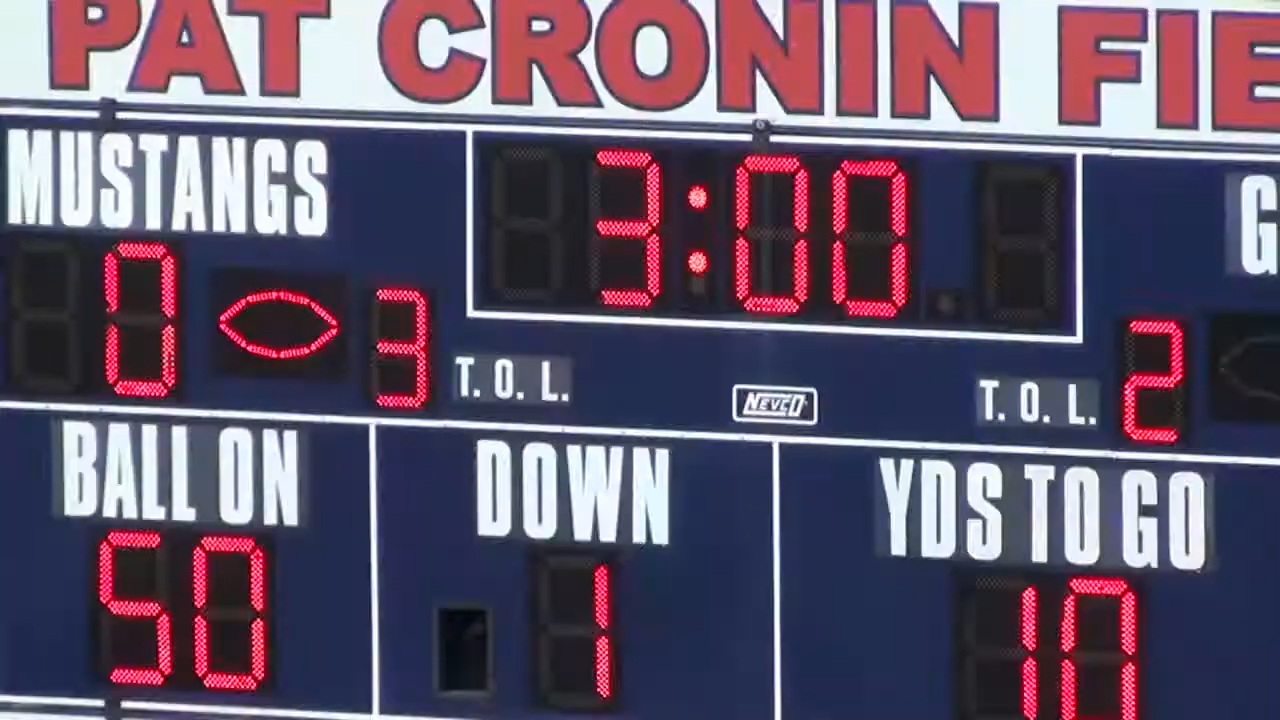 PAT CRONIN FIE
MUSTANGS 3:00 G
0 3 T. O. L. NEVCO T. O. L. 2
BALL ON DOWN YDS TO GO
50 1 10